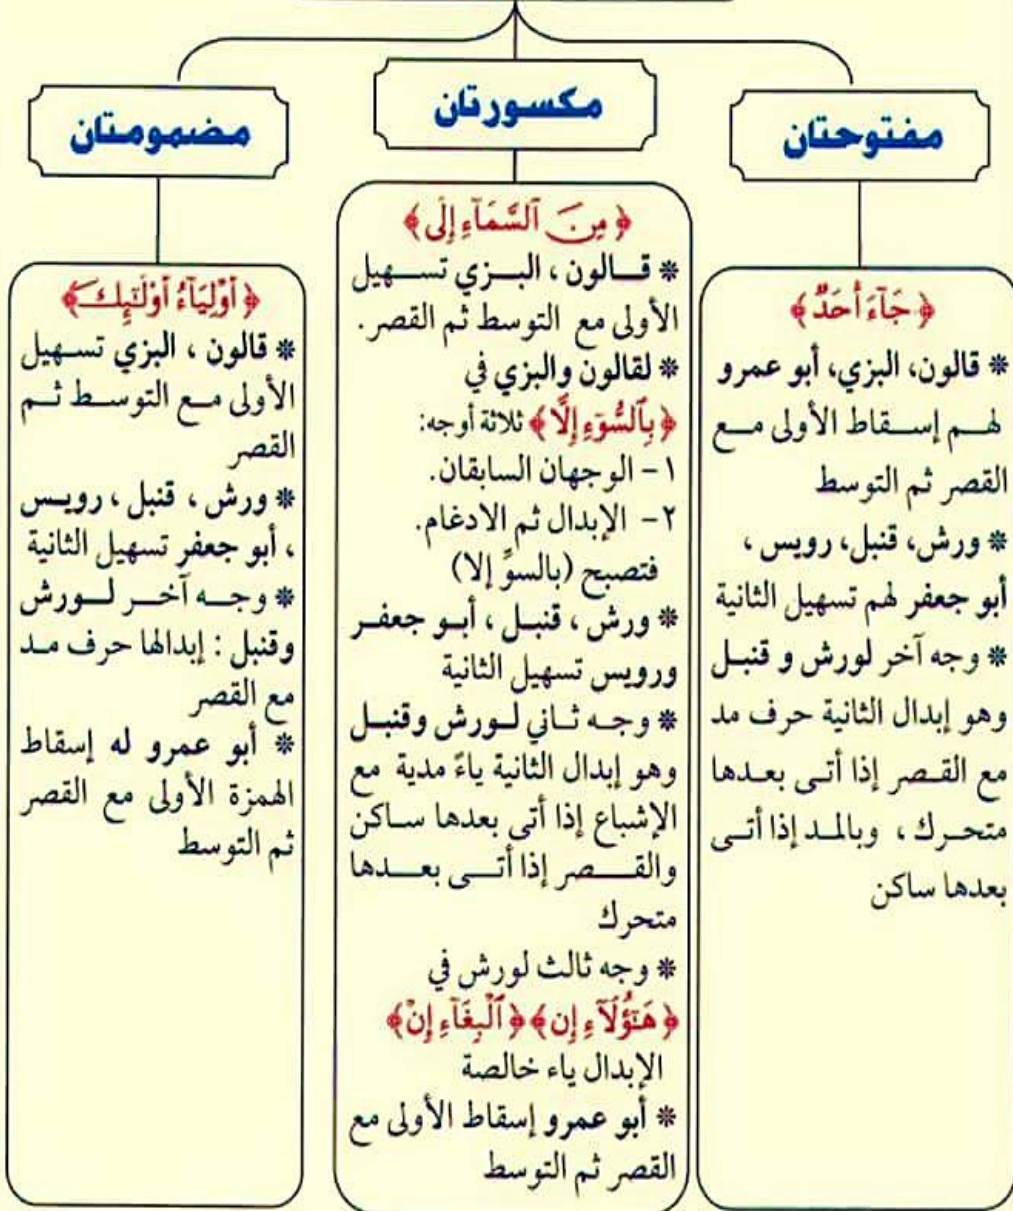 مفتوحتان
﴿جَآءَ أَحَدٌ﴾
* قالون، البزي، أبو عمرو
لهم إسقاط الأولى مع
القصر ثم التوسط
* ورش، قنبل، رويس ،
أبو جعفر لهم تسهيل الثانية
* وجه آخر لورش و قنبل
وهو إبدال الثانية حرف مد
مع القصر إذا أتى بعدها
متحرك ، وبالمد إذا أتى
بعدها ساكن
مكسورتان
﴿مِنَ ٱلسَّمَآءِ إِلَى﴾
* قالون ، البزي تسهيل
الأولى مع التوسط ثم القصر.
* لقالون والبزي في
﴿بِٱلسُّوٓءِ إِلَّا﴾ ثلاثة أوجه:
١- الوجهان السابقان.
٢- الإبدال ثم الادغام.
فتصبح (بالسوِّ إلا)
* ورش ، قنبل ، أبو جعفر
ورويس تسهيل الثانية
* وجه ثاني لورش وقنبل
وهو إبدال الثانية ياءً مدية مع
الإشباع إذا أتى بعدها ساكن
والقصر إذا أتى بعدها
متحرك
* وجه ثالث لورش في
﴿هَٰٓؤُلَآءِ إِن﴾ ﴿ٱلْبِغَآءِ إِنْ﴾
الإبدال ياء خالصة
* أبو عمرو إسقاط الأولى مع
القصر ثم التوسط
مضمومتان
﴿أَوْلِيَآءُ أُوْلَٰٓئِكَ﴾
* قالون ، البزي تسهيل
الأولى مع التوسط ثم
القصر
* ورش ، قنبل ، رويس
، أبو جعفر تسهيل الثانية
* وجه آخر لورش
وقنبل : إبدالها حرف مد
مع القصر
* أبو عمرو له إسقاط
الهمزة الأولى مع القصر
ثم التوسط